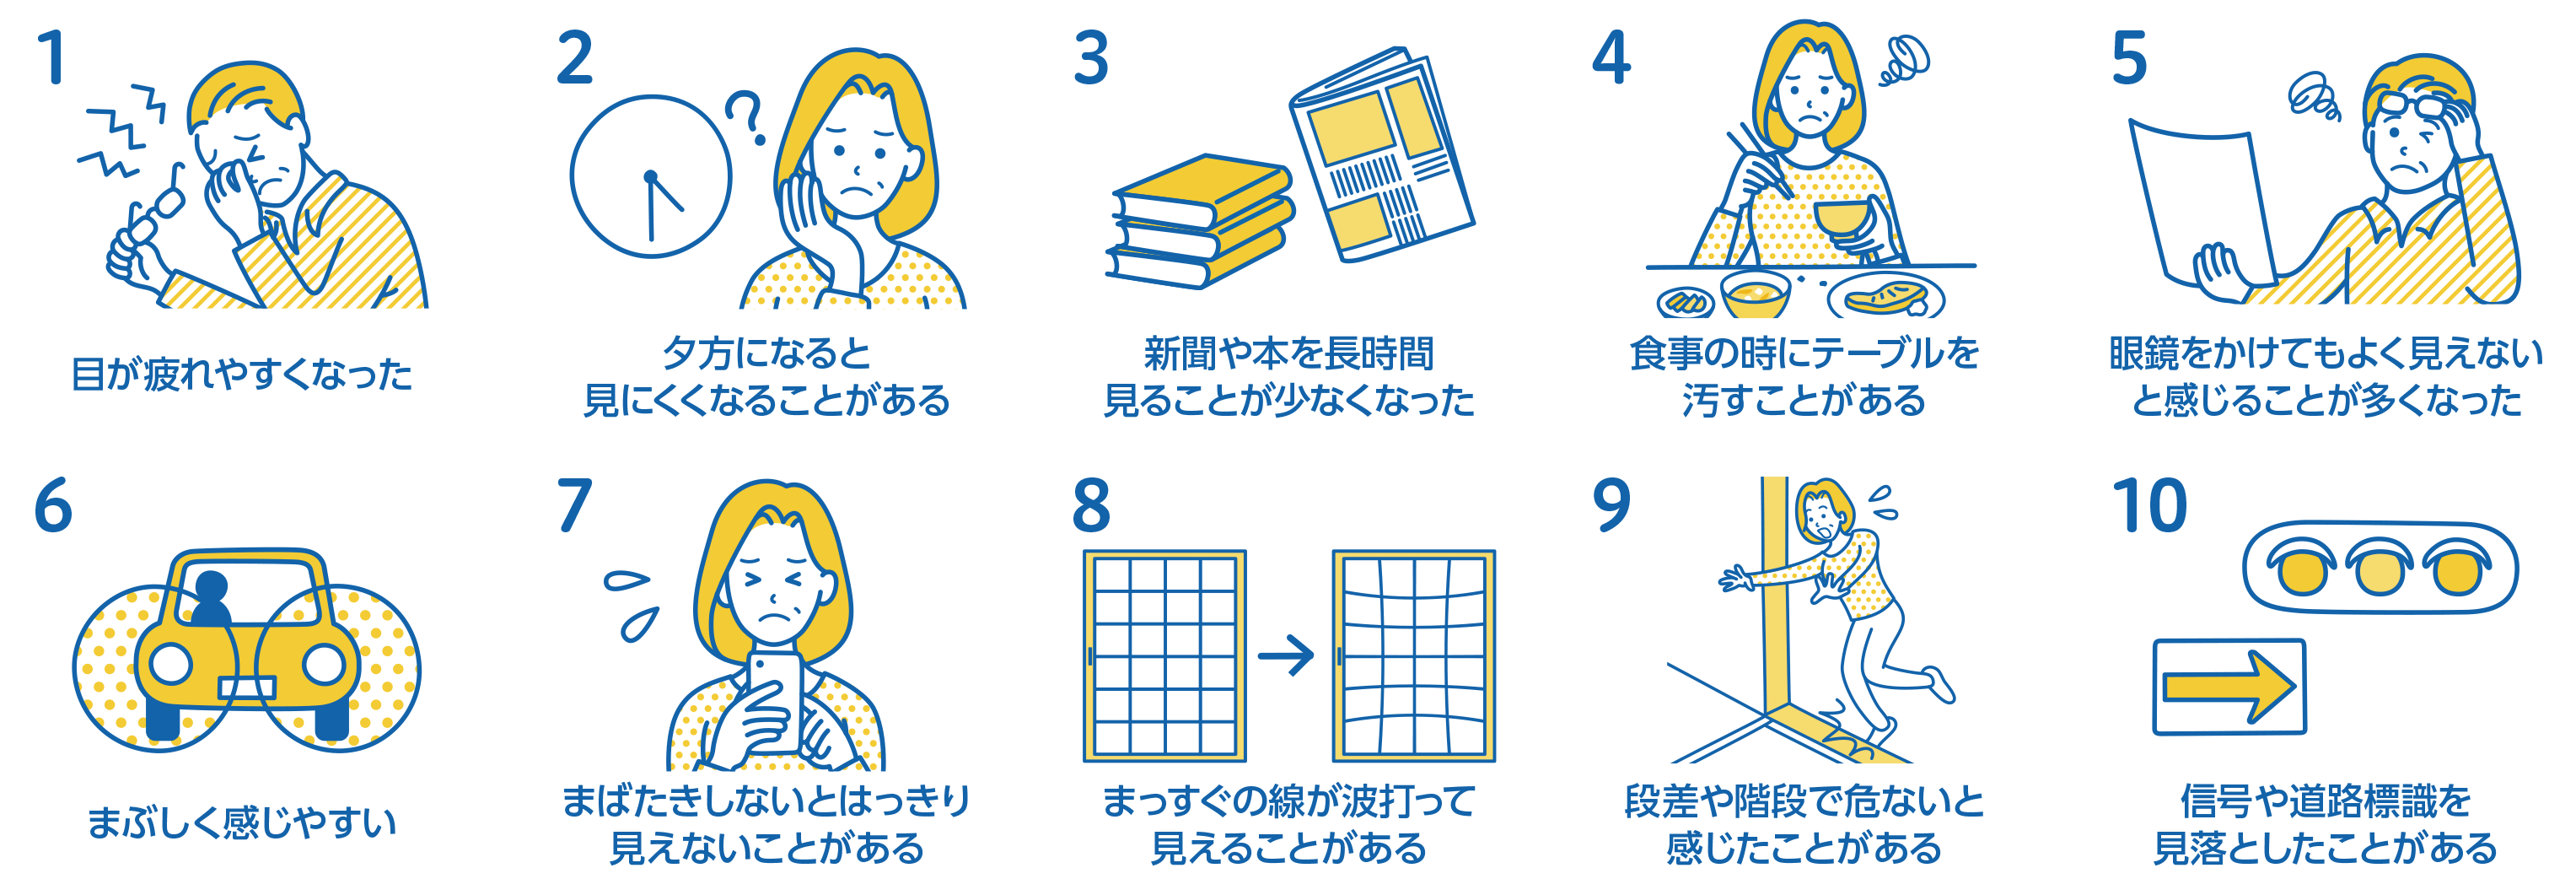 1
目が疲れやすくなった
2
夕方になると
見にくくなることがある
3
新聞や本を長時間
見ることが少なくなった
4
食事の時にテーブルを
汚すことがある
5
眼鏡をかけてもよく見えない
と感じることが多くなった
6
まぶしく感じやすい
7
まばたきしないとはっきり
見えないことがある
8
まっすぐの線が波打って
見えることがある
9
段差や階段で危ないと
感じたことがある
10
信号や道路標識を
見落としたことがある